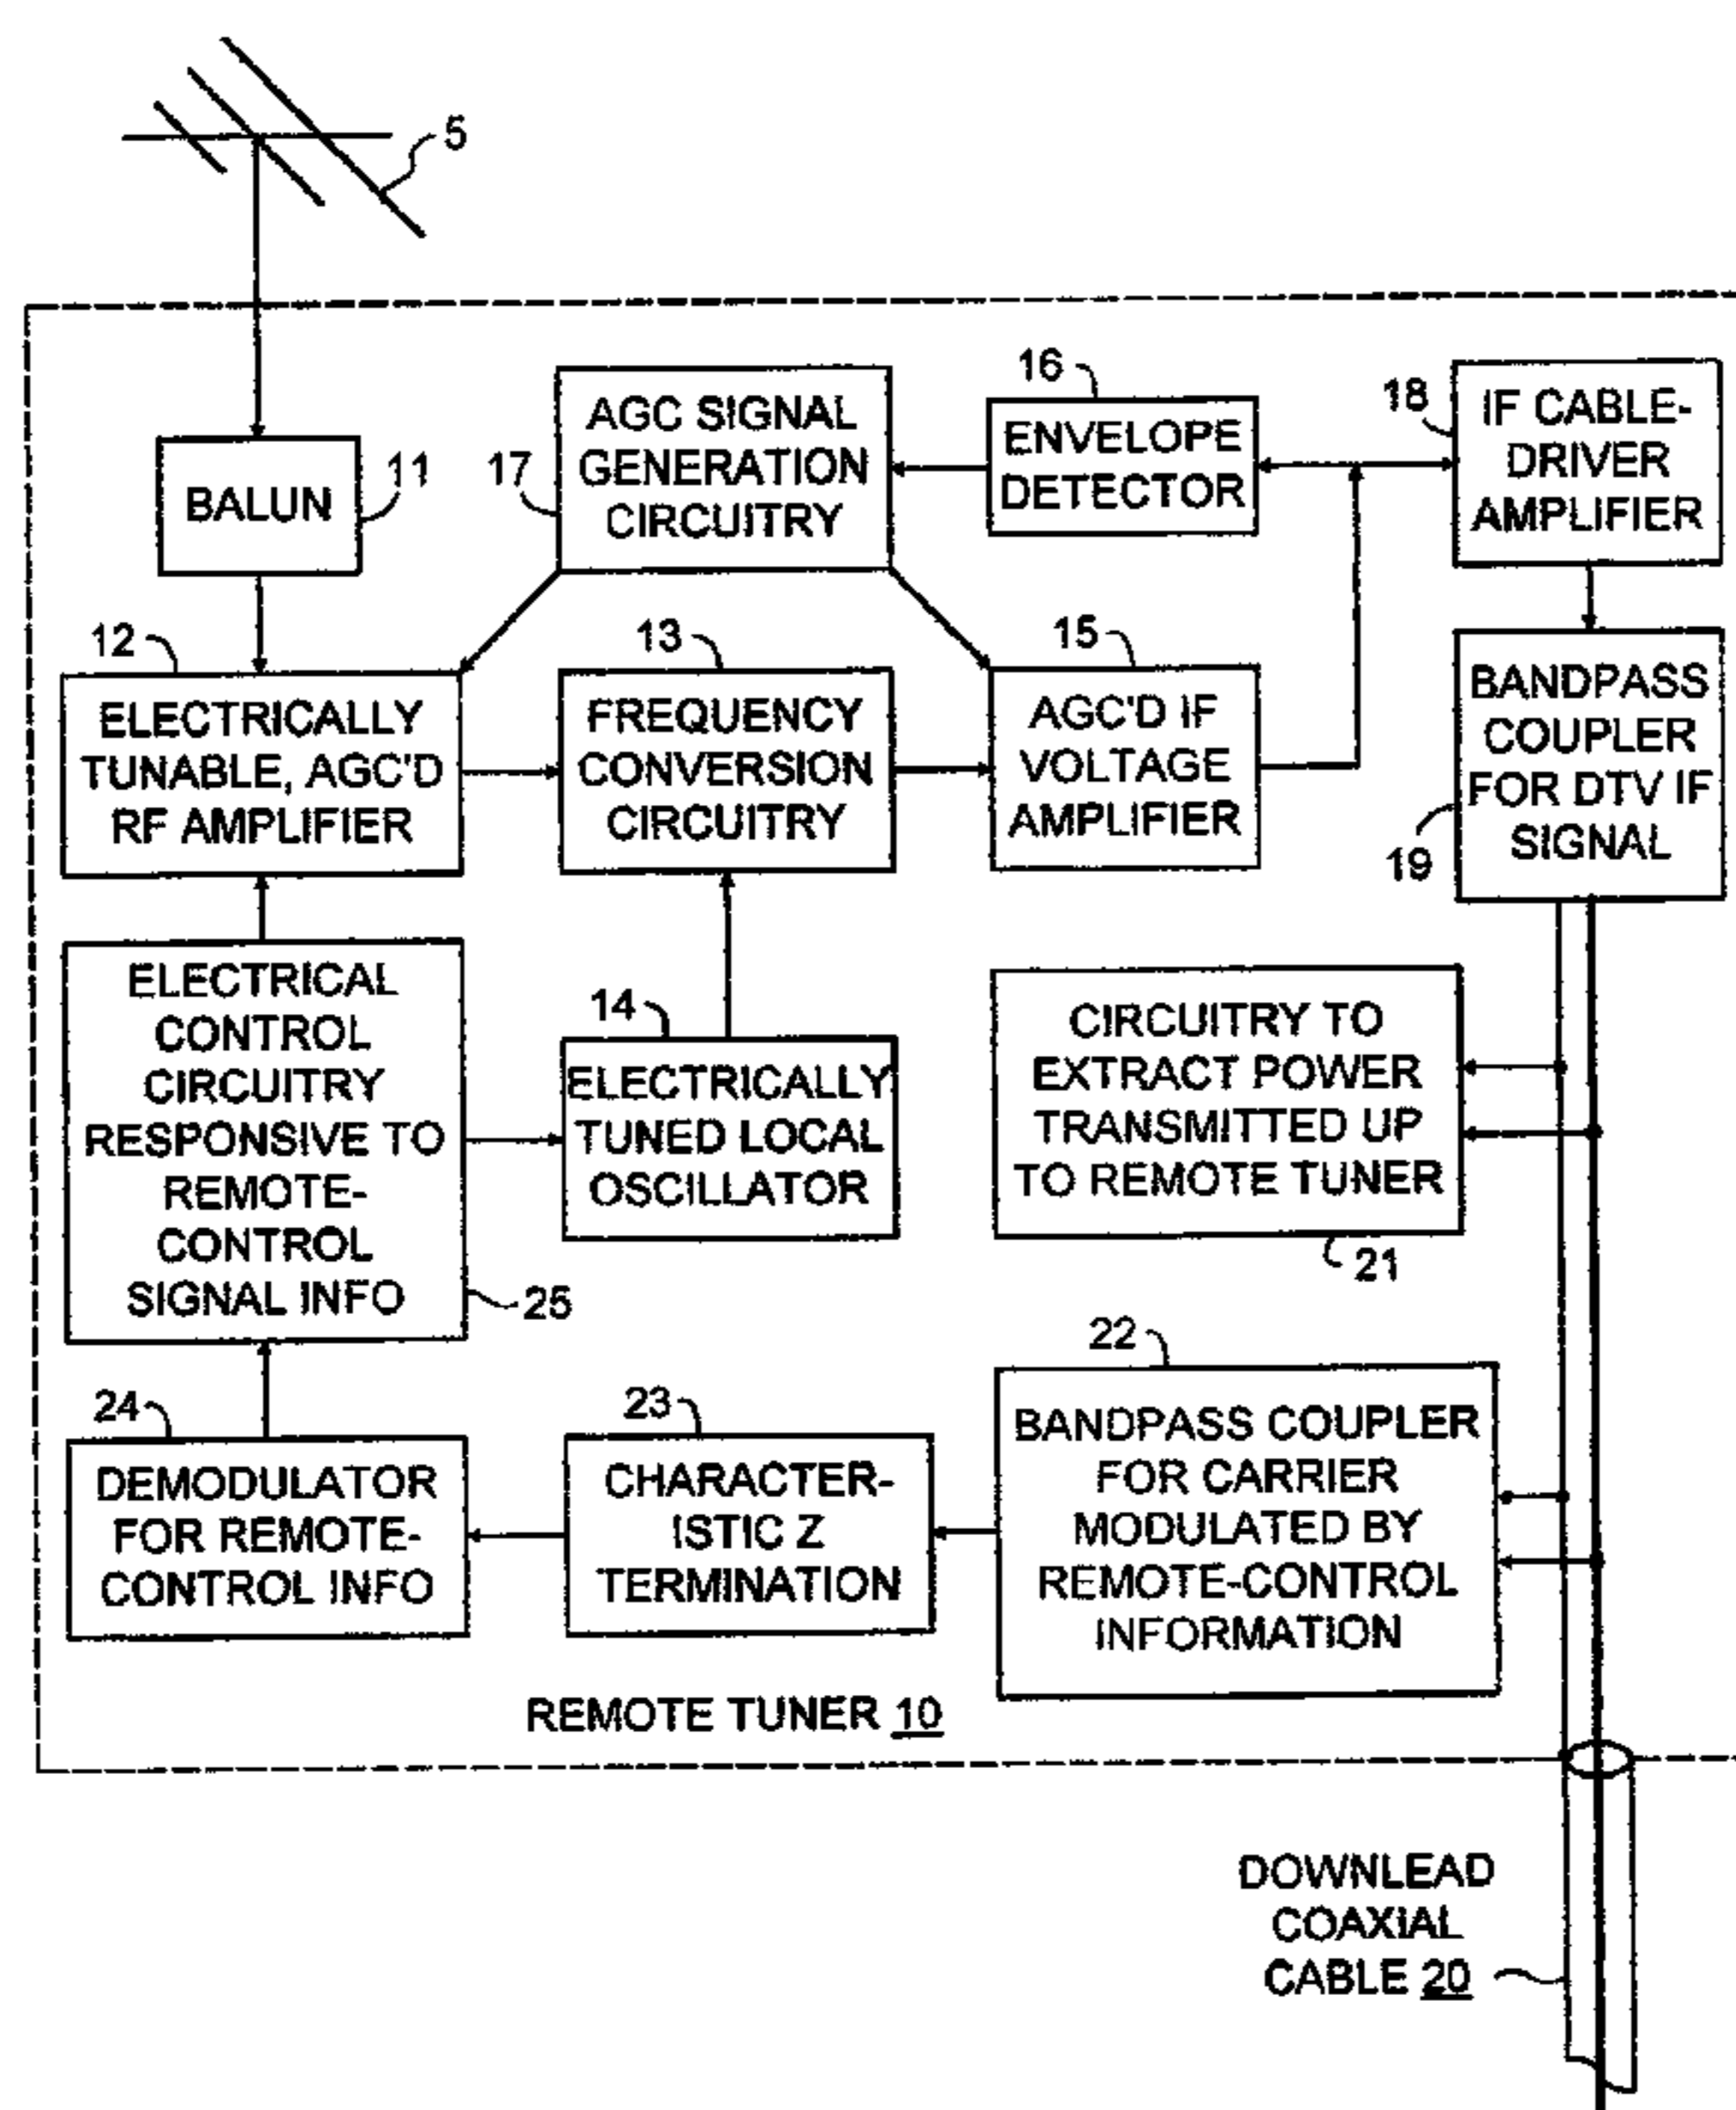 5
BALUN
11
AGC SIGNAL
GENERATION
CIRCUITRY
17
16
ENVELOPE
DETECTOR
18
IF CABLE-
DRIVER
AMPLIFIER
12
ELECTRICALLY
TUNABLE, AGC'D
RF AMPLIFIER
13
FREQUENCY
CONVERSION
CIRCUITRY
15
AGC'D IF
VOLTAGE
AMPLIFIER
BANDPASS
COUPLER
FOR DTV IF
SIGNAL
19
ELECTRICAL
CONTROL
CIRCUITRY
RESPONSIVE TO
REMOTE-
CONTROL
SIGNAL INFO
25
14
ELECTRICALLY
TUNED LOCAL
OSCILLATOR
CIRCUITRY TO
EXTRACT POWER
TRANSMITTED UP
TO REMOTE TUNER
21
24
DEMODULATOR
FOR REMOTE-
CONTROL INFO
23
CHARACTER-
ISTIC Z
TERMINATION
22
BANDPASS COUPLER
FOR CARRIER
MODULATED BY
REMOTE-CONTROL
INFORMATION
REMOTE TUNER 10
DOWNLEAD
COAXIAL
CABLE 20